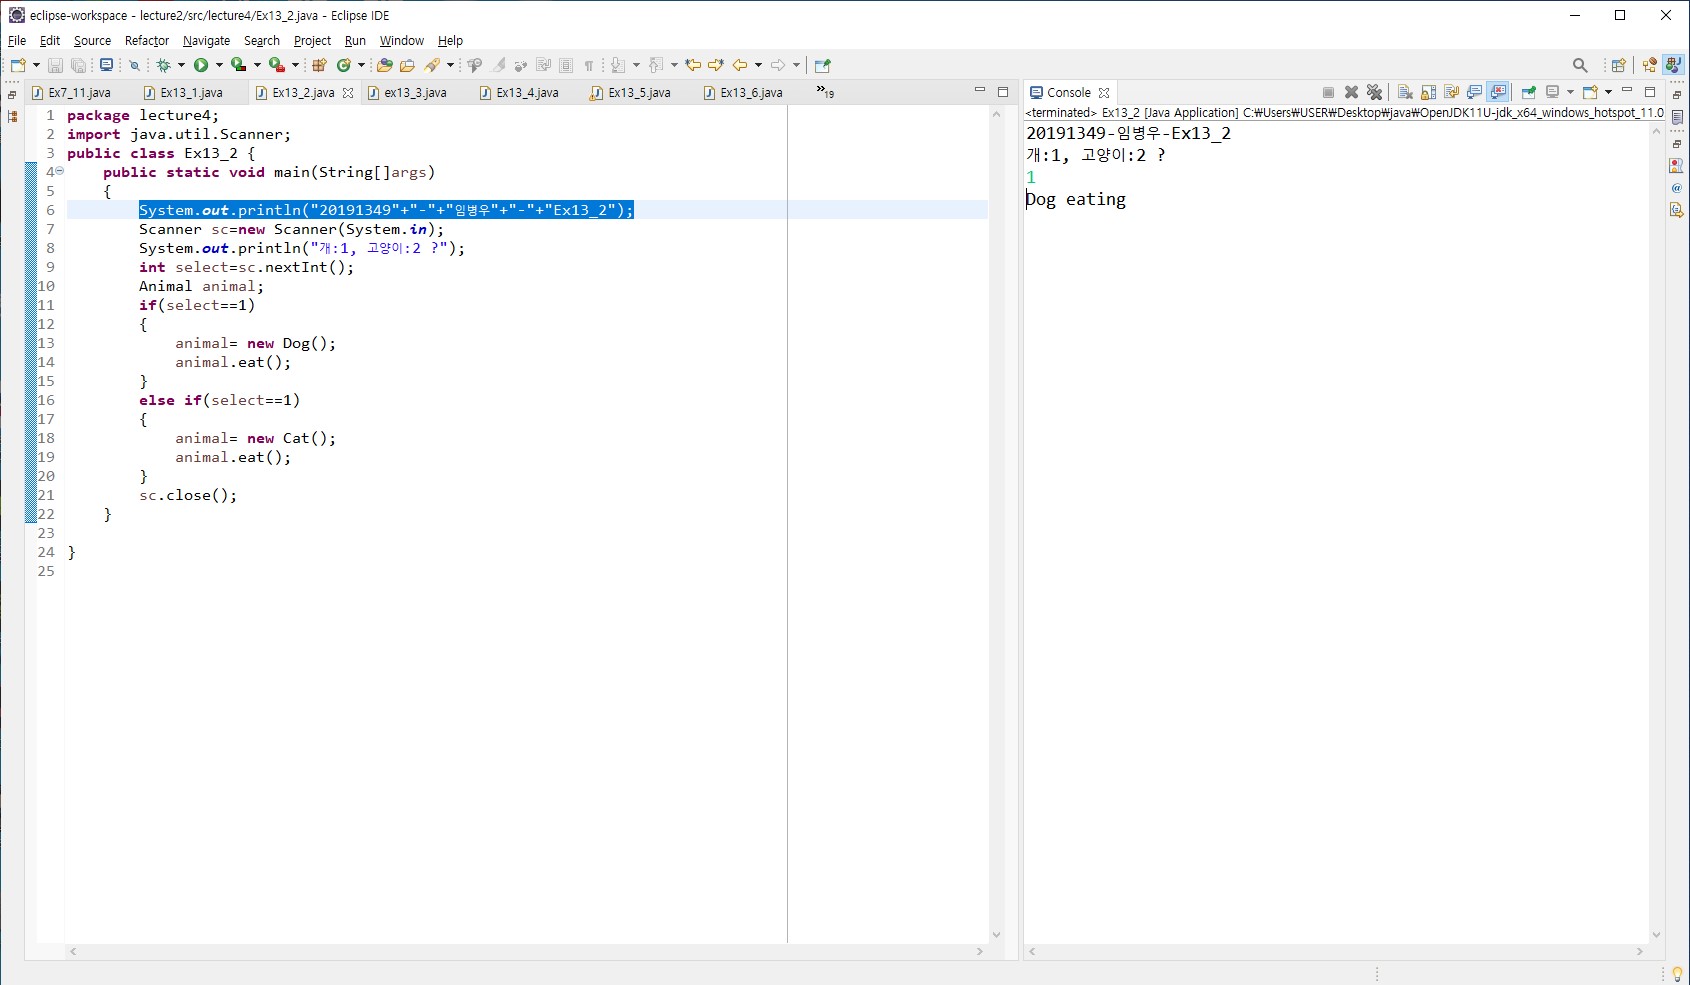 eclipse-workspace - lecture2/src/lecture4/Ex13_2.java - Eclipse IDE
File Edit Source Refactor Navigate Search Project Run Window Help
Ex7_11.java Ex13_1.java Ex13_2.java ex13_3.java Ex13_4.java Ex13_5.java Ex13_6.java »19
1 package lecture4;
2 import java.util.Scanner;
3 public class Ex13_2 {
4 public static void main(String[]args)
5 {
6 System.out.println("20191349"+"-"+"임병우"+"-"+"Ex13_2");
7 Scanner sc=new Scanner(System.in);
8 System.out.println("개:1, 고양이:2 ?");
9 int select=sc.nextInt();
10 Animal animal;
11 if(select==1)
12 {
13 animal= new Dog();
14 animal.eat();
15 }
16 else if(select==1)
17 {
18 animal= new Cat();
19 animal.eat();
20 }
21 sc.close();
22 }
23
24 }
25
Console
<terminated> Ex13_2 [Java Application] C:₩Users₩USER₩Desktop₩java₩OpenJDK11U-jdk_x64_windows_hotspot_11.0
20191349-임병우-Ex13_2
개:1, 고양이:2 ?
1
Dog eating